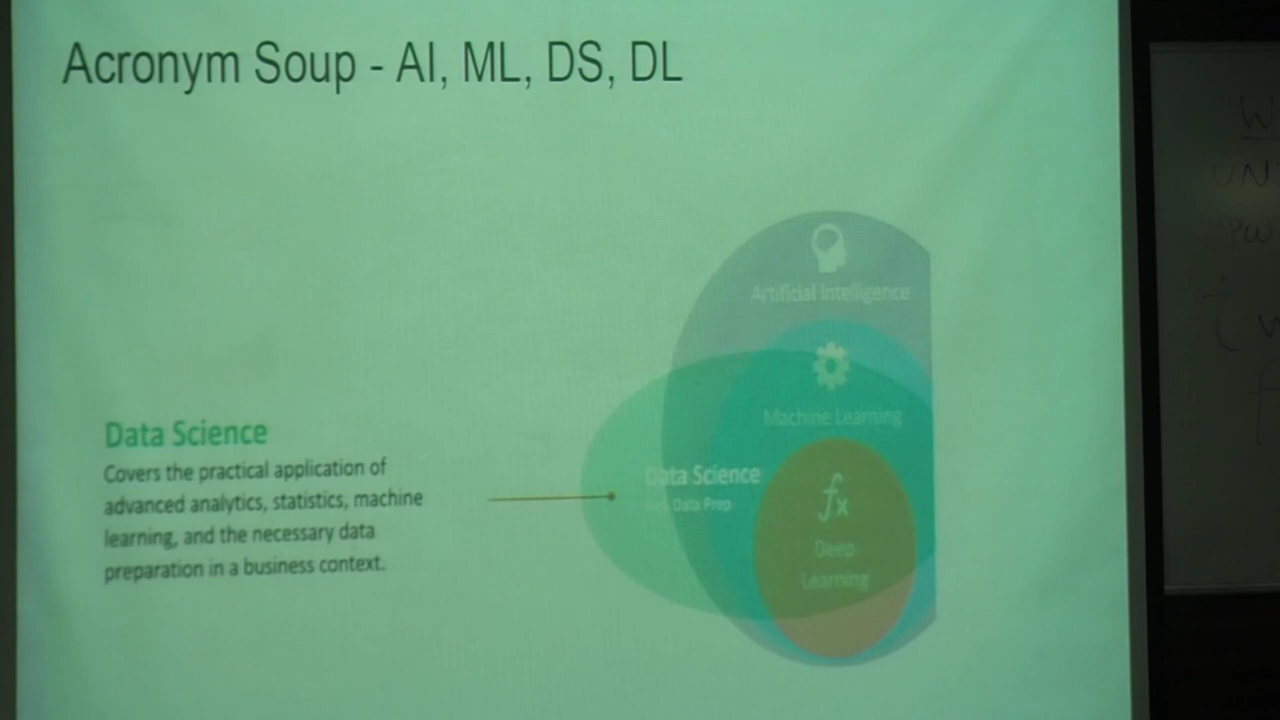 Acronym Soup - AI, ML, DS, DL
Artificial Intelligence
Machine Learning
Data Science
Covers the practical application of
advanced analytics, statistics, machine
learning, and the necessary data
preparation in a business context.
Data Science
Data Prep
fx
Deep
Learning